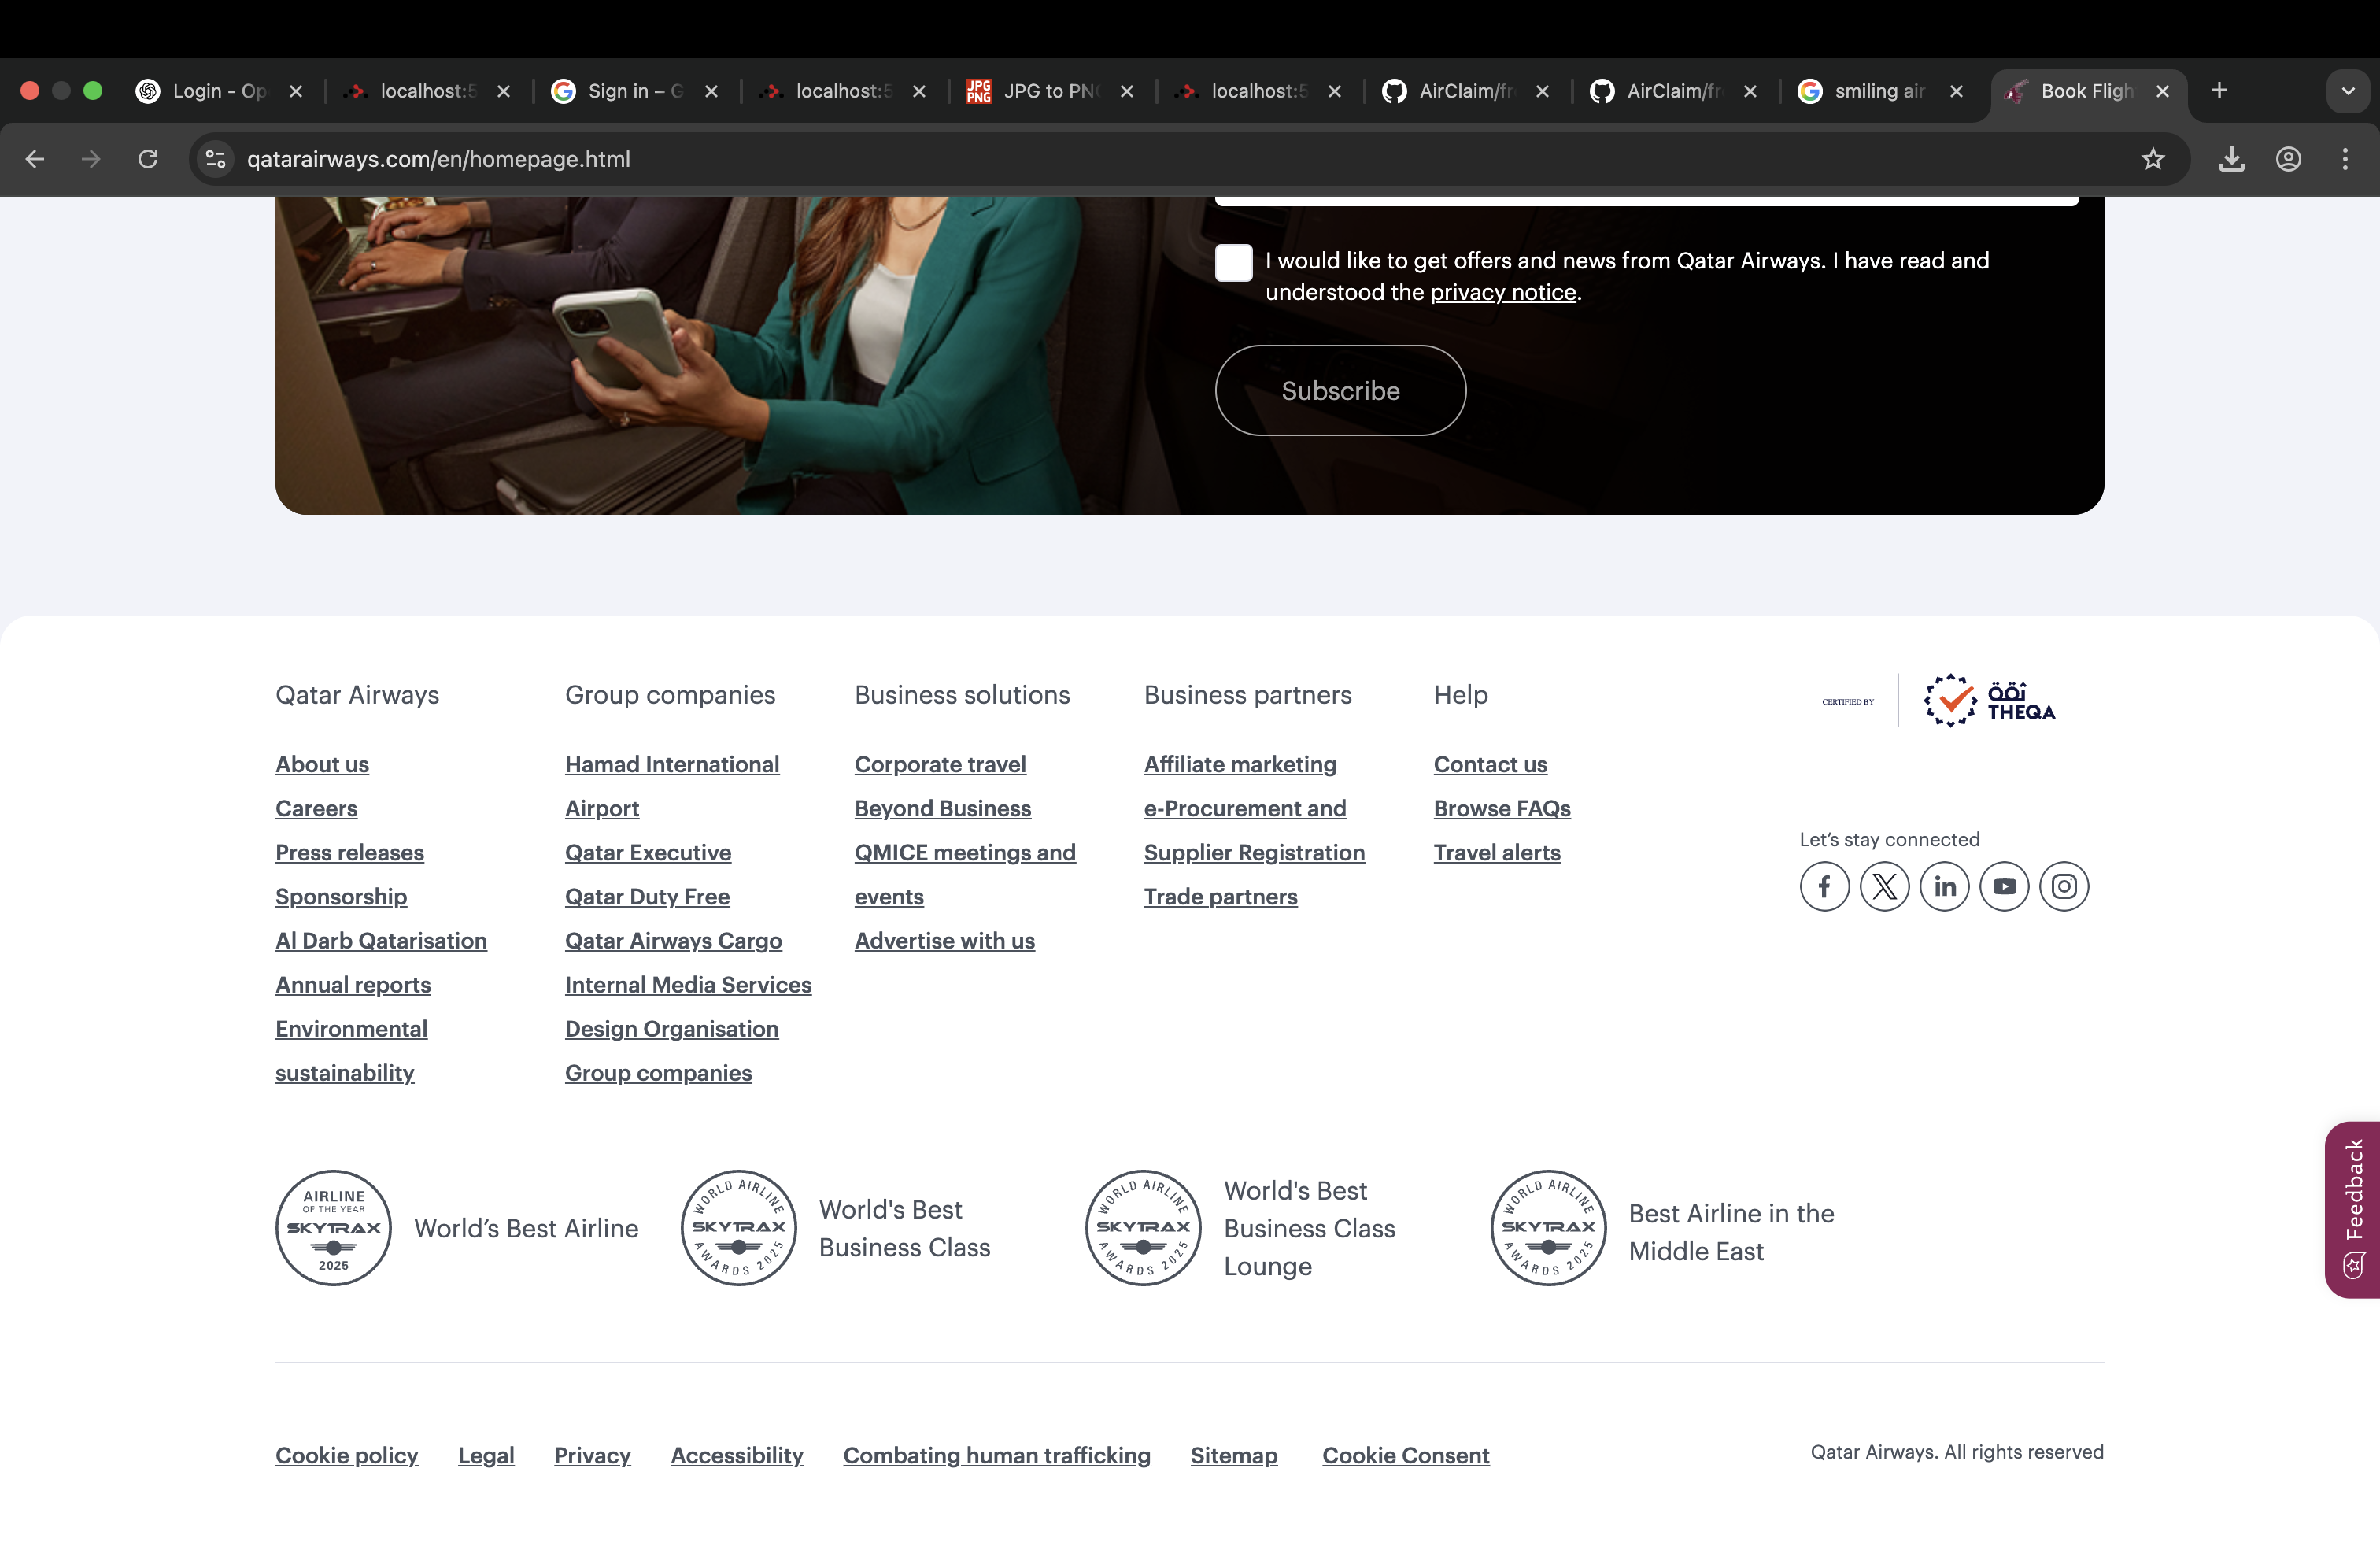 Login - Op
localhost:5
Sign in – G
localhost:5
JPG to PN
localhost:5
AirClaim/fr
AirClaim/fr
smiling air
Book Fligh
qatarairways.com/en/homepage.html
I would like to get offers and news from Qatar Airways. I have read and
understood the privacy notice.
Subscribe
Qatar Airways
About us
Careers
Press releases
Sponsorship
Al Darb Qatarisation
Annual reports
Environmental
sustainability
Group companies
Hamad International
Airport
Qatar Executive
Qatar Duty Free
Qatar Airways Cargo
Internal Media Services
Design Organisation
Group companies
Business solutions
Corporate travel
Beyond Business
QMICE meetings and
events
Advertise with us
Business partners
Affiliate marketing
e-Procurement and
Supplier Registration
Trade partners
Help
Contact us
Browse FAQs
Travel alerts
CERTIFIED BY
THEQA
Let’s stay connected
Feedback
AIRLINE
OF THE YEAR
SKYTRAX
2025
World’s Best Airline
WORLD AIRLINE
SKYTRAX
AWARDS 2025
World's Best
Business Class
WORLD AIRLINE
SKYTRAX
AWARDS 2025
World's Best
Business Class
Lounge
WORLD AIRLINE
SKYTRAX
AWARDS 2025
Best Airline in the
Middle East
Cookie policy Legal Privacy Accessibility Combating human trafficking Sitemap Cookie Consent
Qatar Airways. All rights reserved